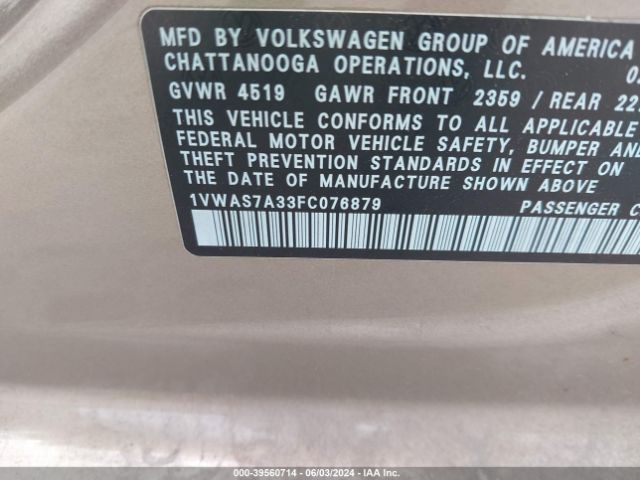 MFD BY VOLKSWAGEN GROUP OF AMERICA
CHATTANOOGA OPERATIONS, LLC.
GVWR 4519 GAWR FRONT 2359 / REAR
THIS VEHICLE CONFORMS TO ALL APPLICABLE
FEDERAL MOTOR VEHICLE SAFETY, BUMPER AND
THEFT PREVENTION STANDARDS IN EFFECT ON
THE DATE OF MANUFACTURE SHOWN ABOVE
1VWAS7A33FC076879 PASSENGER
000-39560714 - 06/03/2024 - IAA Inc.